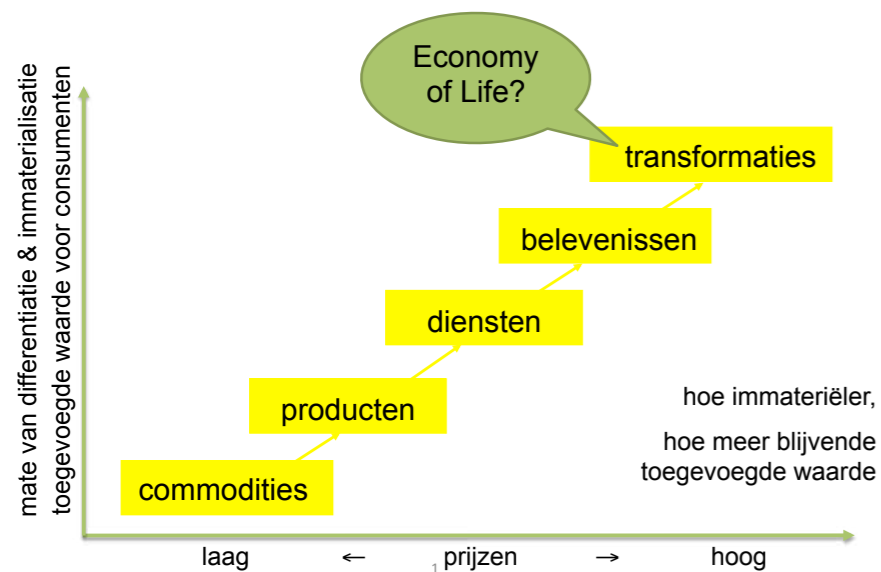 Economy
of Life?
mate van differentiatie & immaterialisatie
toegevoegde waarde voor consumenten
transformaties
belevenissen
diensten
producten
commodities
hoe immateriëler,
hoe meer blijvende
toegevoegde waarde
laag ← prijzen → hoog
1